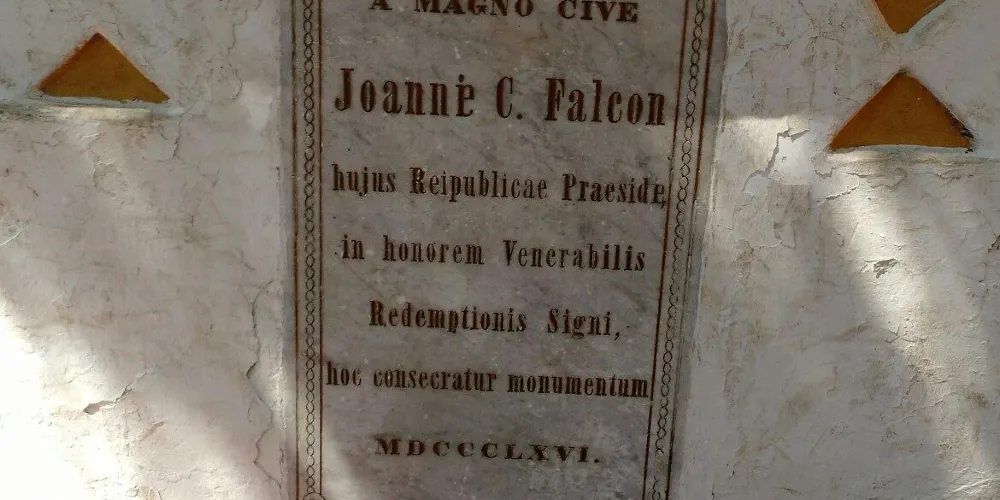 A MAGNO CIVE
Joannė C. Falcon
hujus Reipublicae Praeside,
in honorem Venerabilis
Redemptionis Signi,
hoc consecratur monumentum
MDCCCLXVI.